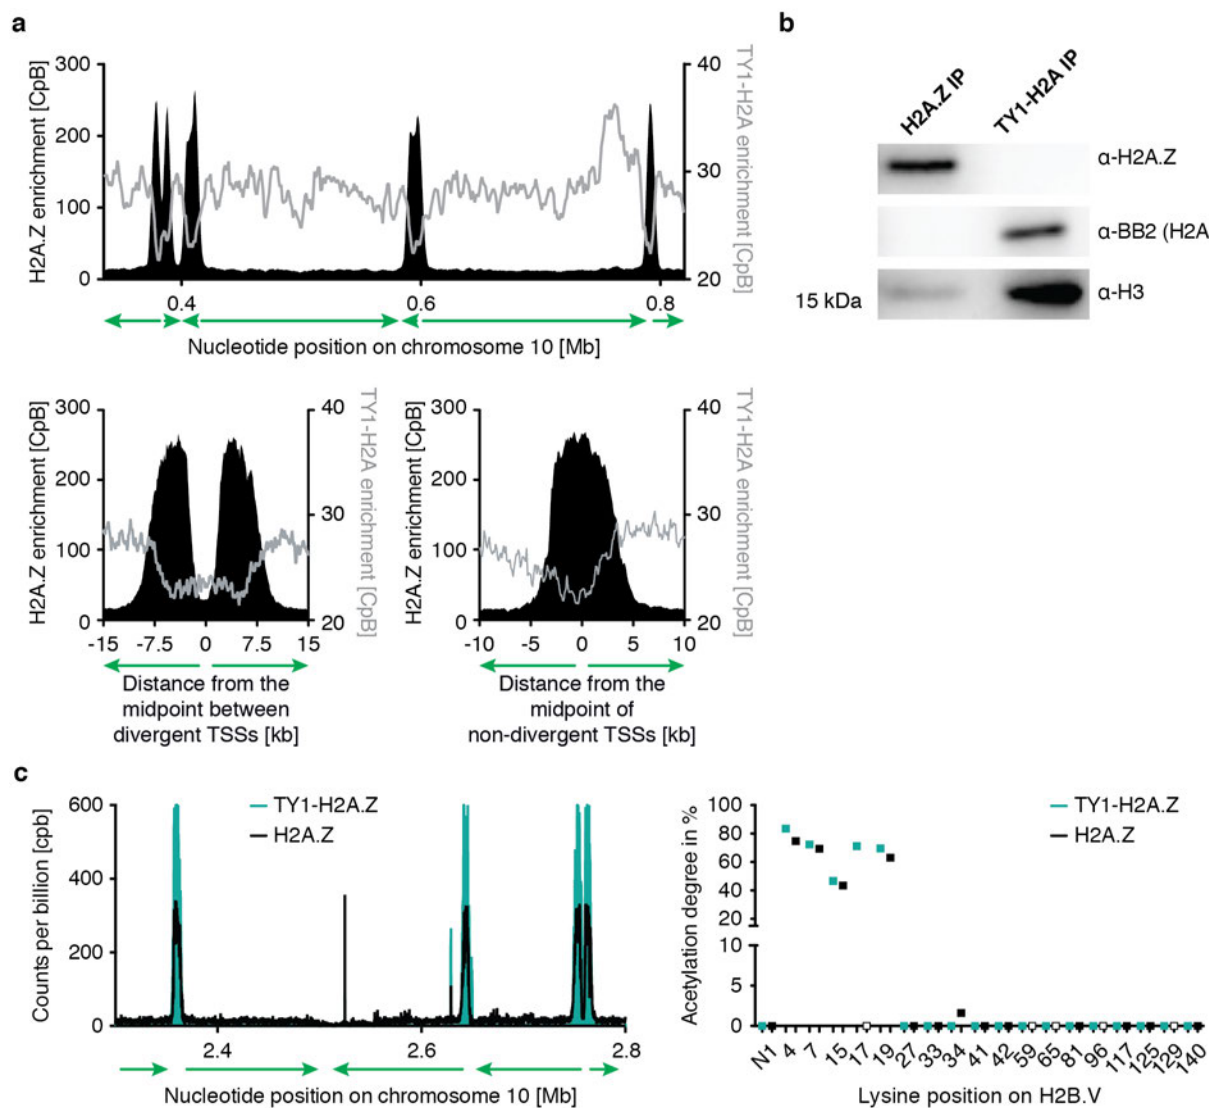 a
H2A.Z enrichment [CpB]
300
200
100
0
TY1-H2A enrichment [CpB]
40
30
20
0.4 0.6 0.8
Nucleotide position on chromosome 10 [Mb]
b
H2A.Z IP
TY1-H2A IP
α-H2A.Z
α-BB2 (H2A
15 kDa
α-H3
H2A.Z enrichment [CpB]
300
200
100
0
TY1-H2A enrichment [CpB]
40
30
20
-15 -7.5 0 7.5 15
Distance from the
midpoint between
divergent TSSs [kb]
H2A.Z enrichment [CpB]
300
200
100
0
TY1-H2A enrichment [CpB]
40
30
20
-10 -5 0 5 10
Distance from the
midpoint of
non-divergent TSSs [kb]
c
Counts per billion [cpb]
600
400
200
0
TY1-H2A.Z
H2A.Z
2.4 2.6 2.8
Nucleotide position on chromosome 10 [Mb]
Acetylation degree in %
100
80
60
40
20
10
5
0
TY1-H2A.Z
H2A.Z
N1 4 7 15 17 19 27 33 34 41 42 59 65 81 96 117 125 129 140
Lysine position on H2B.V